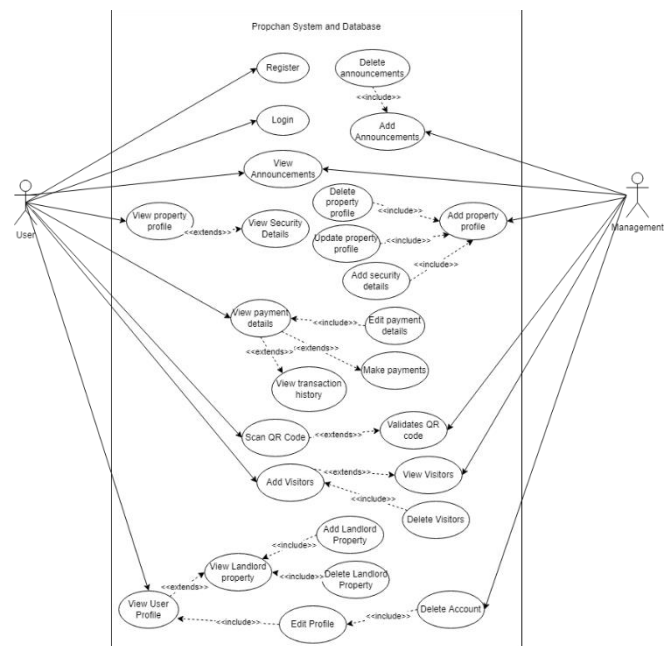 Propchan System and Database
Register
Delete
announcements
<<include>>
Login
Add
Announcements
View
Announcements
User
Management
View property
profile
<<extends>>
View Security
Details
Delete
property
profile
<<include>>
Add property
profile
Update property
profile
<<include>>
Add security
details
<<include>>
View payment
details
<<include>>
Edit payment
details
<<extends>>
<<extends>>
Make payments
View transaction
history
Scan QR Code
<<extends>>
Validates QR
code
Add Visitors
<<extends>>
View Visitors
<<include>>
Delete Visitors
Add Landlord
Property
<<include>>
View Landlord
property
<<include>>
Delete Landlord
Property
<<extends>>
View User
Profile
<<include>>
Edit Profile
<<include>>
Delete Account